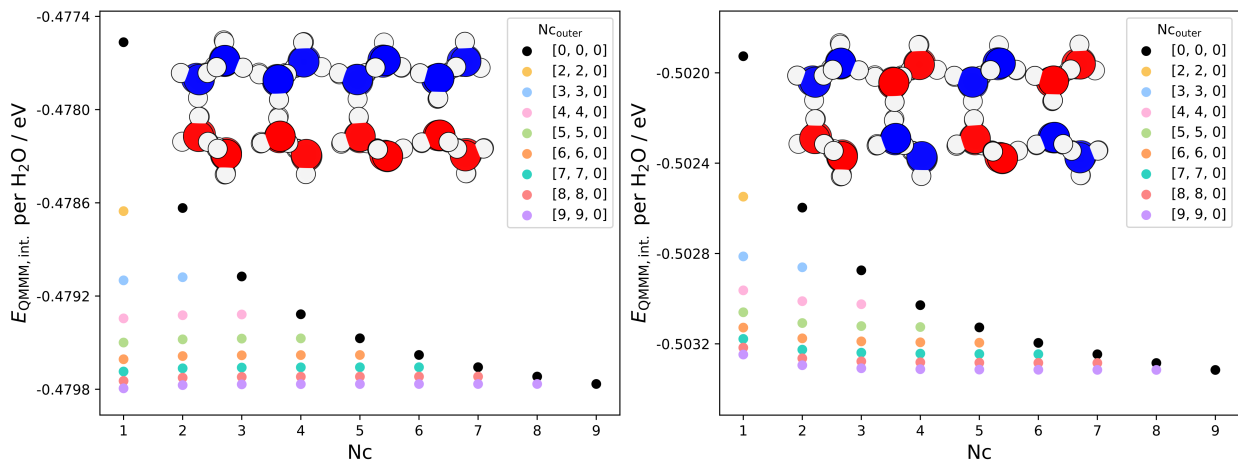 -0.4774
-0.4780
-0.4786
-0.4792
-0.4798
E_QMMM, int. per H₂O / eV
1 2 3 4 5 6 7 8 9
Nc
Nc_outer
[0, 0, 0]
[2, 2, 0]
[3, 3, 0]
[4, 4, 0]
[5, 5, 0]
[6, 6, 0]
[7, 7, 0]
[8, 8, 0]
[9, 9, 0]
-0.5020
-0.5024
-0.5028
-0.5032
E_QMMM, int. per H₂O / eV
1 2 3 4 5 6 7 8 9
Nc
Nc_outer
[0, 0, 0]
[2, 2, 0]
[3, 3, 0]
[4, 4, 0]
[5, 5, 0]
[6, 6, 0]
[7, 7, 0]
[8, 8, 0]
[9, 9, 0]